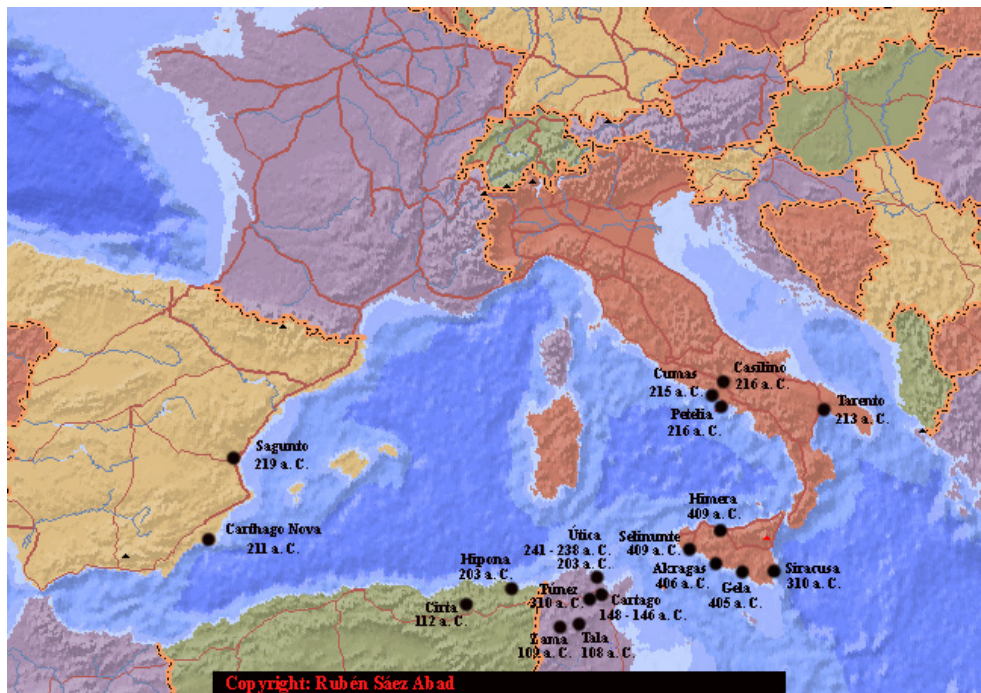 Casilino
216 a. C.
Cumas
215 a. C.
Petelia
216 a. C.
Tarento
213 a. C.
Sagunto
219 a. C.
Carthago Nova
211 a. C.
Himera
409 a. C.
Útica
241 - 238 a. C.
203 a. C.
Selinunte
409 a. C.
Akragas
406 a. C.
Gela
405 a. C.
Siracusa
310 a. C.
Hipona
203 a. C.
Cirta
112 a. C.
Túnez
310 a. C.
Cartago
148 - 146 a. C.
Zama
109 a. C.
Tala
108 a. C.
Copyright: Rubén Sáez Abad